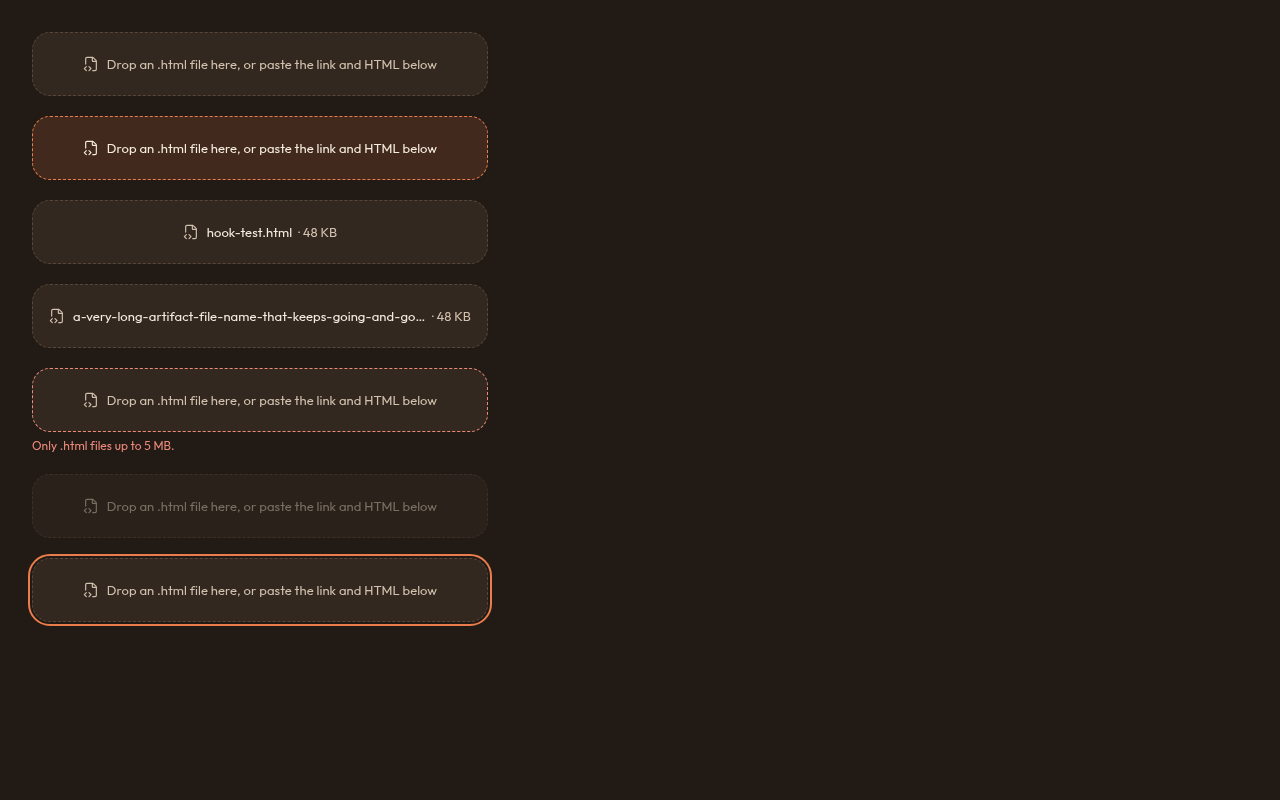 Drop an .html file here, or paste the link and HTML below
Drop an .html file here, or paste the link and HTML below
hook-test.html · 48 KB
a-very-long-artifact-file-name-that-keeps-going-and-go... · 48 KB
Drop an .html file here, or paste the link and HTML below
Only .html files up to 5 MB.
Drop an .html file here, or paste the link and HTML below
Drop an .html file here, or paste the link and HTML below